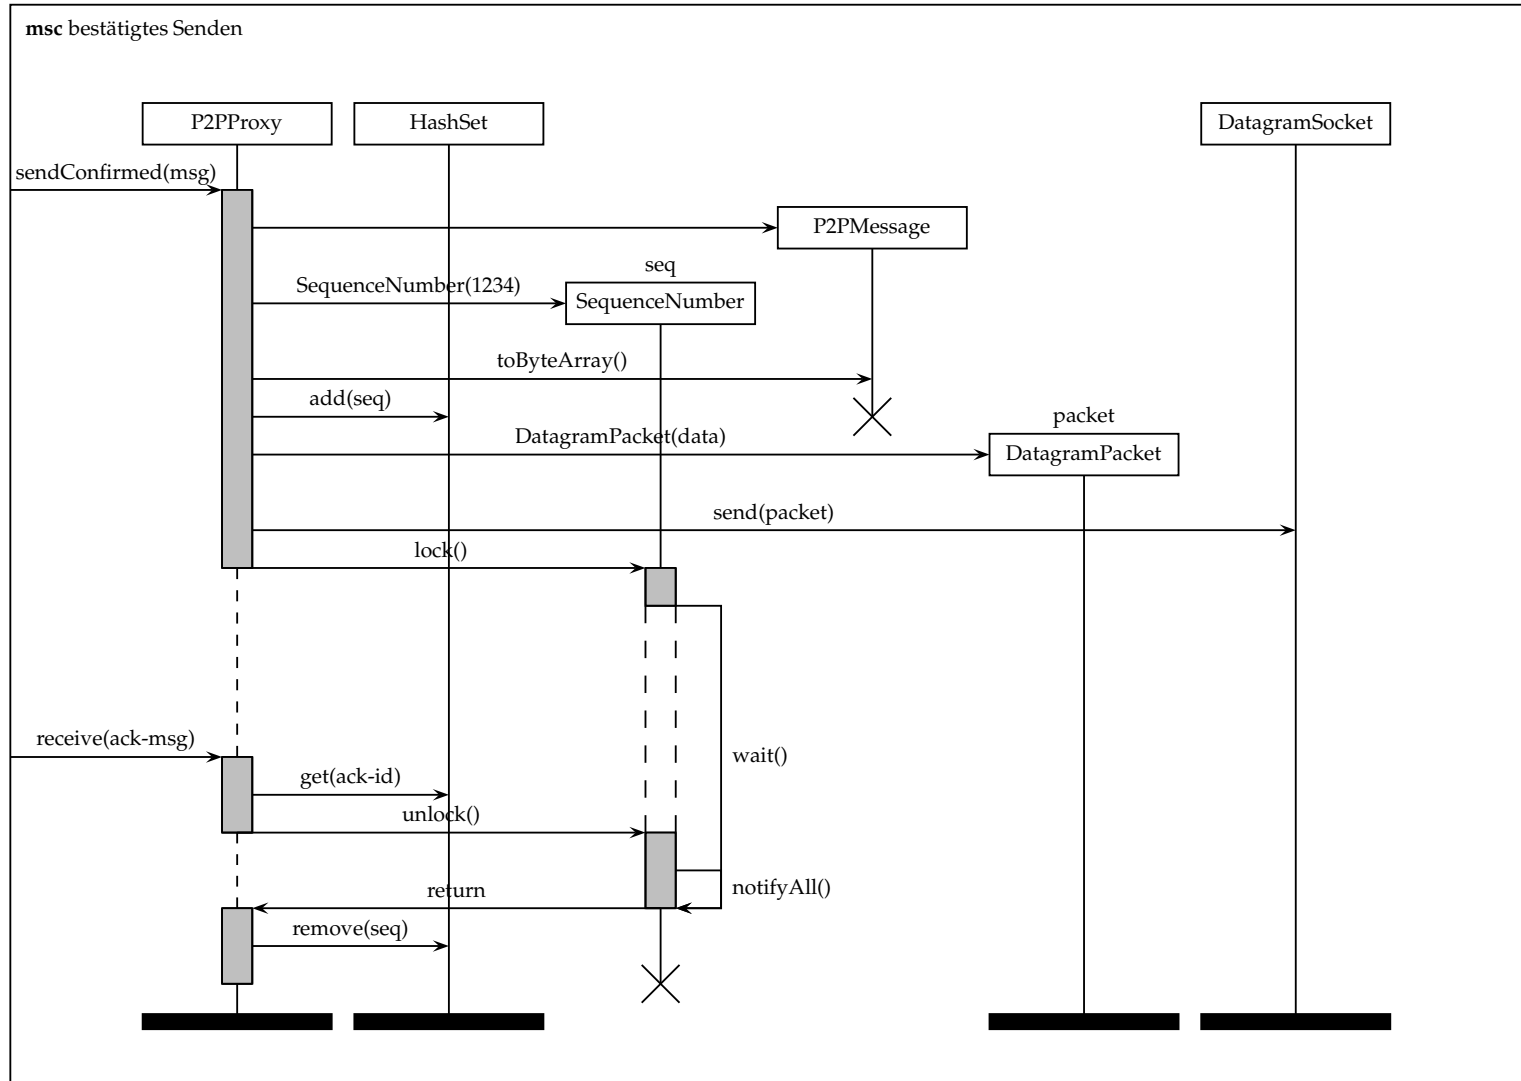 msc bestätigtes Senden
P2PProxy
HashSet
DatagramSocket
sendConfirmed(msg)
P2PMessage
seq
SequenceNumber(1234)
SequenceNumber
toByteArray()
add(seq)
packet
DatagramPacket(data)
DatagramPacket
send(packet)
lock()
receive(ack-msg)
wait()
get(ack-id)
unlock()
return
notifyAll()
remove(seq)